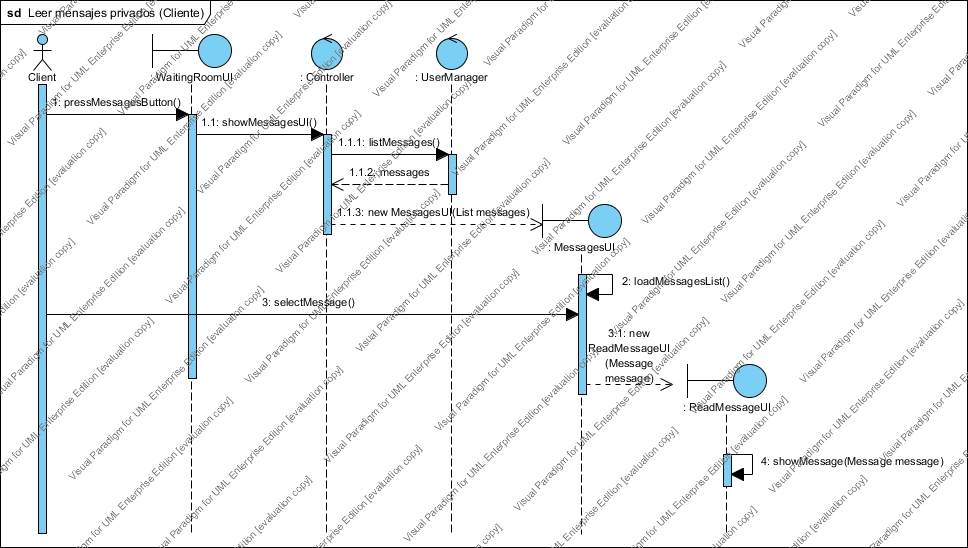 sd Leer mensajes privados (Cliente)
Client
: WaitingRoomUI
: Controller
: UserManager
1: pressMessagesButton()
1.1: showMessagesUI()
1.1.1: listMessages()
1.1.2: messages
1.1.3: new MessagesUI(List messages)
: MessagesUI
2: loadMessagesList()
3: selectMessage()
3.1: new
ReadMessageUI
(Message
message)
: ReadMessageUI
4: showMessage(Message message)
Visual Paradigm for UML Enterprise Edition [evaluation copy]